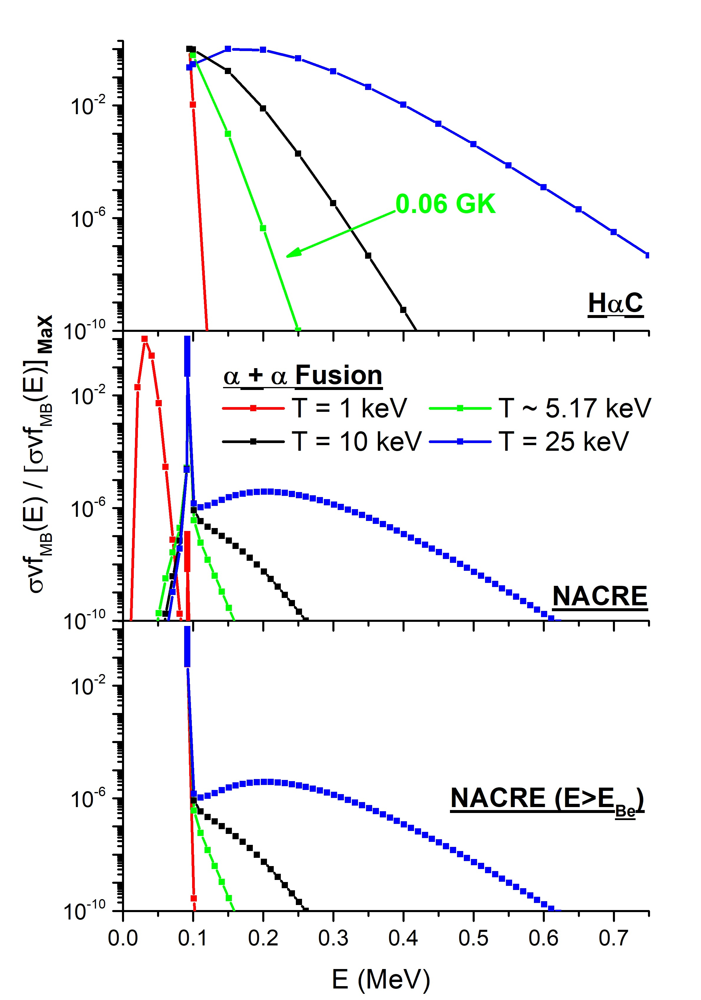 10⁻²
0.06 GK
10⁻⁶
HαC
10⁻¹⁰
σvf_MB(E) / [σvf_MB(E)]_Max
α + α Fusion
10⁻²
T = 1 keV T ~ 5.17 keV
T = 10 keV T = 25 keV
10⁻⁶
NACRE
10⁻¹⁰
10⁻²
10⁻⁶
NACRE (E>E_Be)
10⁻¹⁰
0.0 0.1 0.2 0.3 0.4 0.5 0.6 0.7
E (MeV)